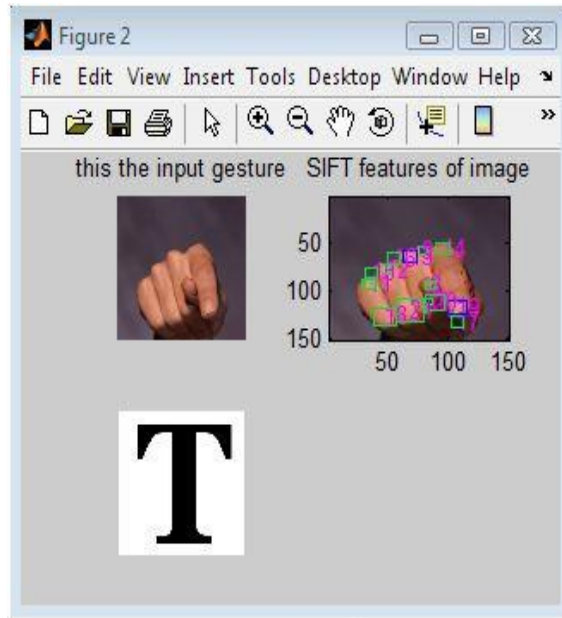 Figure 2
File Edit View Insert Tools Desktop Window Help
this the input gesture SIFT features of image
50
100
150
50 100 150
T